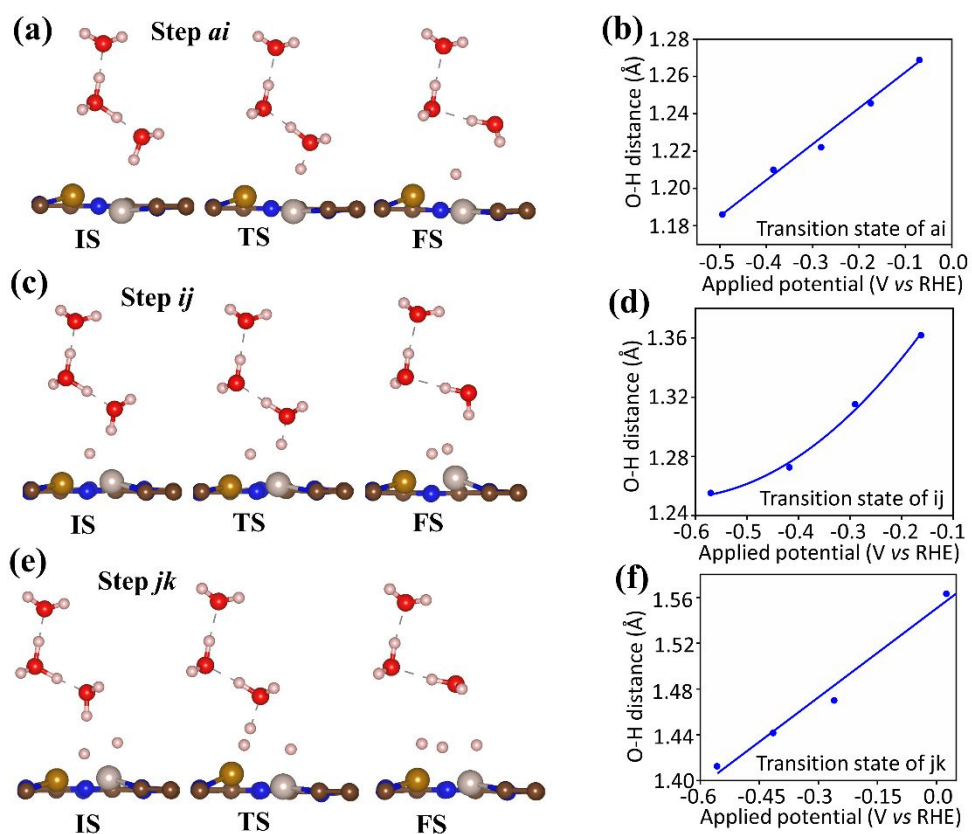 (a) Step ai
IS TS FS
(b)
1.28
1.26
1.24
1.22
1.20
1.18
O-H distance (Å)
Transition state of ai
-0.5 -0.4 -0.3 -0.2 -0.1 0.0
Applied potential (V vs RHE)
(c) Step ij
IS TS FS
(d)
1.36
1.32
1.28
1.24
O-H distance (Å)
Transition state of ij
-0.6 -0.5 -0.4 -0.3 -0.2 -0.1
Applied potential (V vs RHE)
(e) Step jk
IS TS FS
(f)
1.56
1.52
1.48
1.44
1.40
O-H distance (Å)
Transition state of jk
-0.6 -0.45 -0.3 -0.15 0.0
Applied potential (V vs RHE)